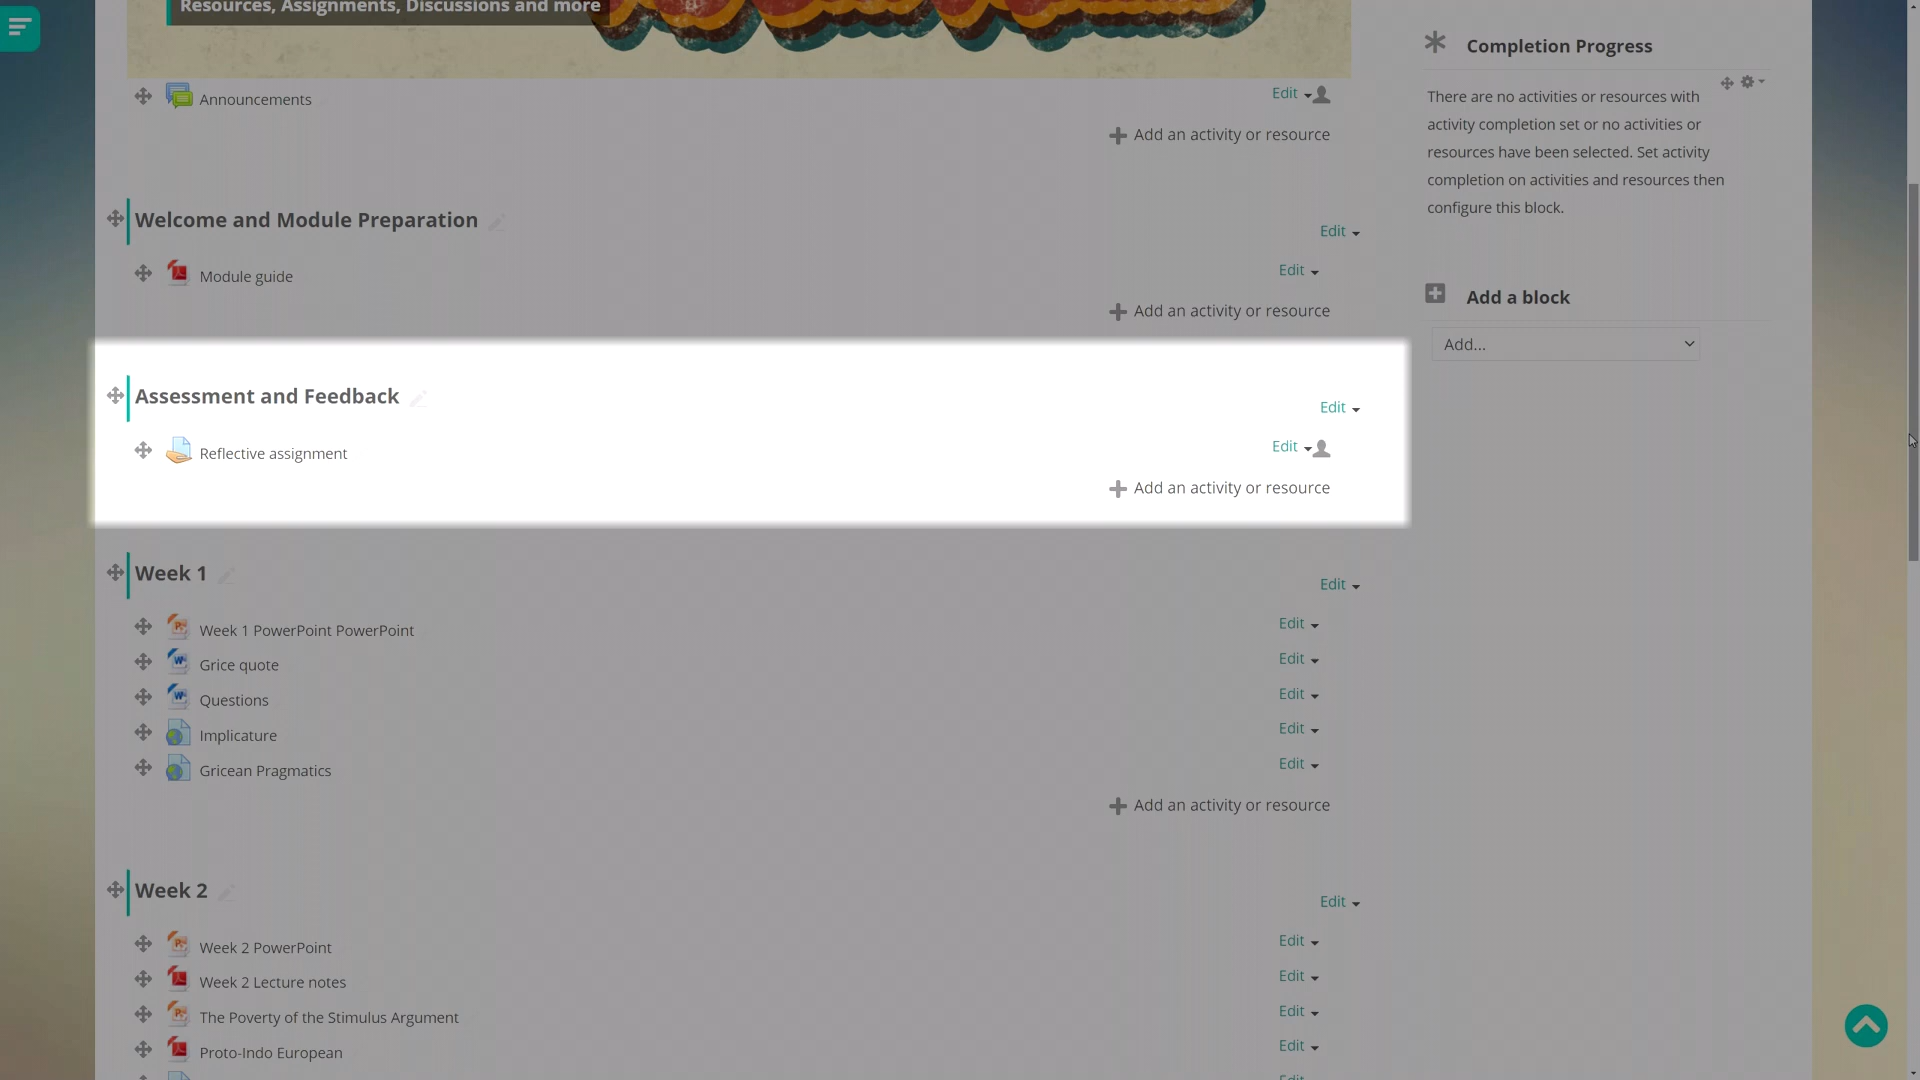 Resources, Assignments, Discussions and more
Announcements
Edit
Add an activity or resource
Welcome and Module Preparation
Edit
Module guide
Edit
Add an activity or resource
Assessment and Feedback
Edit
Reflective assignment
Edit
Add an activity or resource
Week 1
Edit
Week 1 PowerPoint PowerPoint
Edit
Grice quote
Edit
Questions
Edit
Implicature
Edit
Gricean Pragmatics
Edit
Add an activity or resource
Week 2
Edit
Week 2 PowerPoint
Edit
Week 2 Lecture notes
Edit
The Poverty of the Stimulus Argument
Edit
Proto-Indo European
Edit
Edit
Completion Progress
There are no activities or resources with
activity completion set or no activities or
resources have been selected. Set activity
completion on activities and resources then
configure this block.
Add a block
Add...